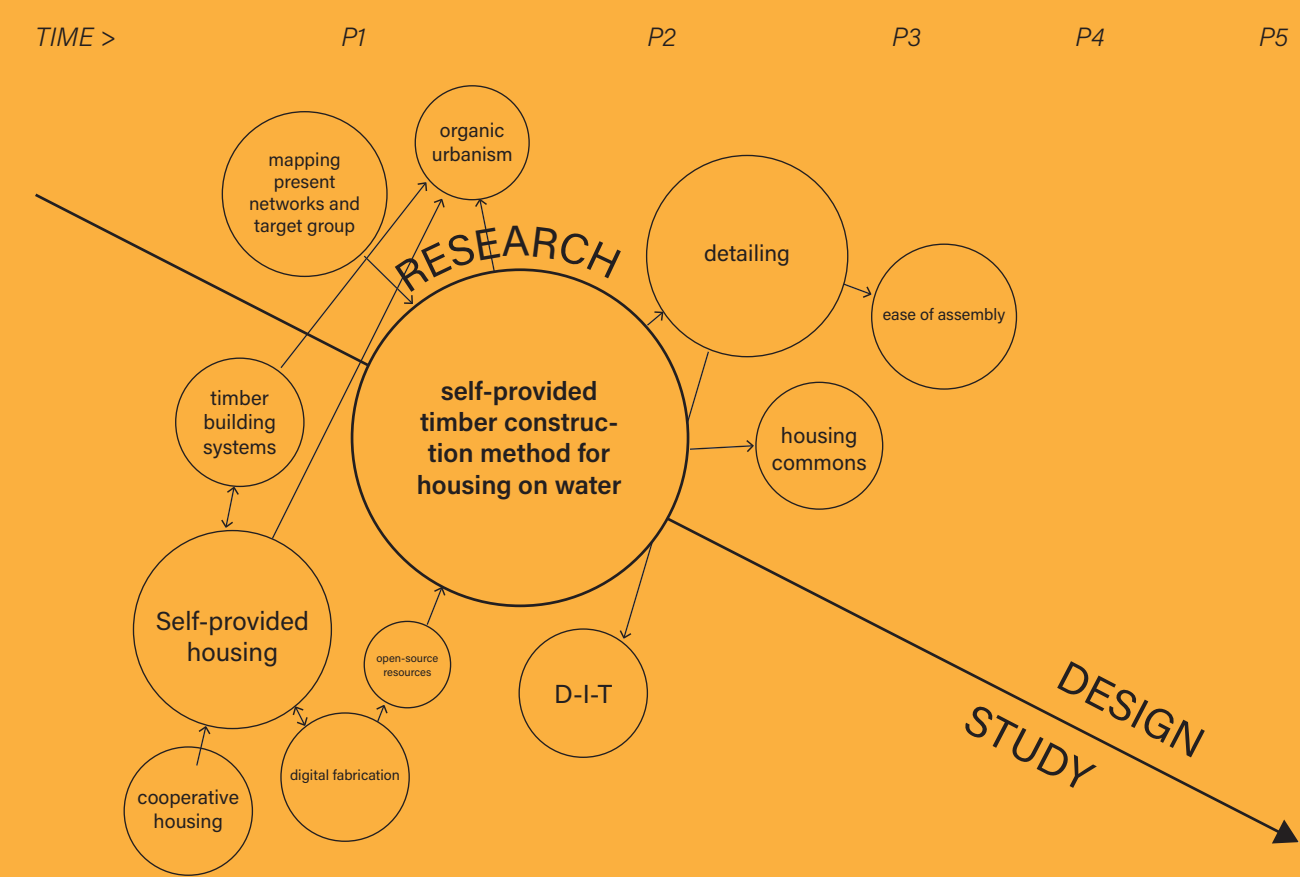 TIME > P1 P2 P3 P4 P5
organic
urbanism
mapping
present
networks and
target group
RESEARCH
detailing
ease of assembly
self-provided
timber construc-
tion method for
housing on water
timber
building
systems
housing
commons
Self-provided
housing
open-source
resources
D-I-T
DESIGN
STUDY
digital fabrication
cooperative
housing